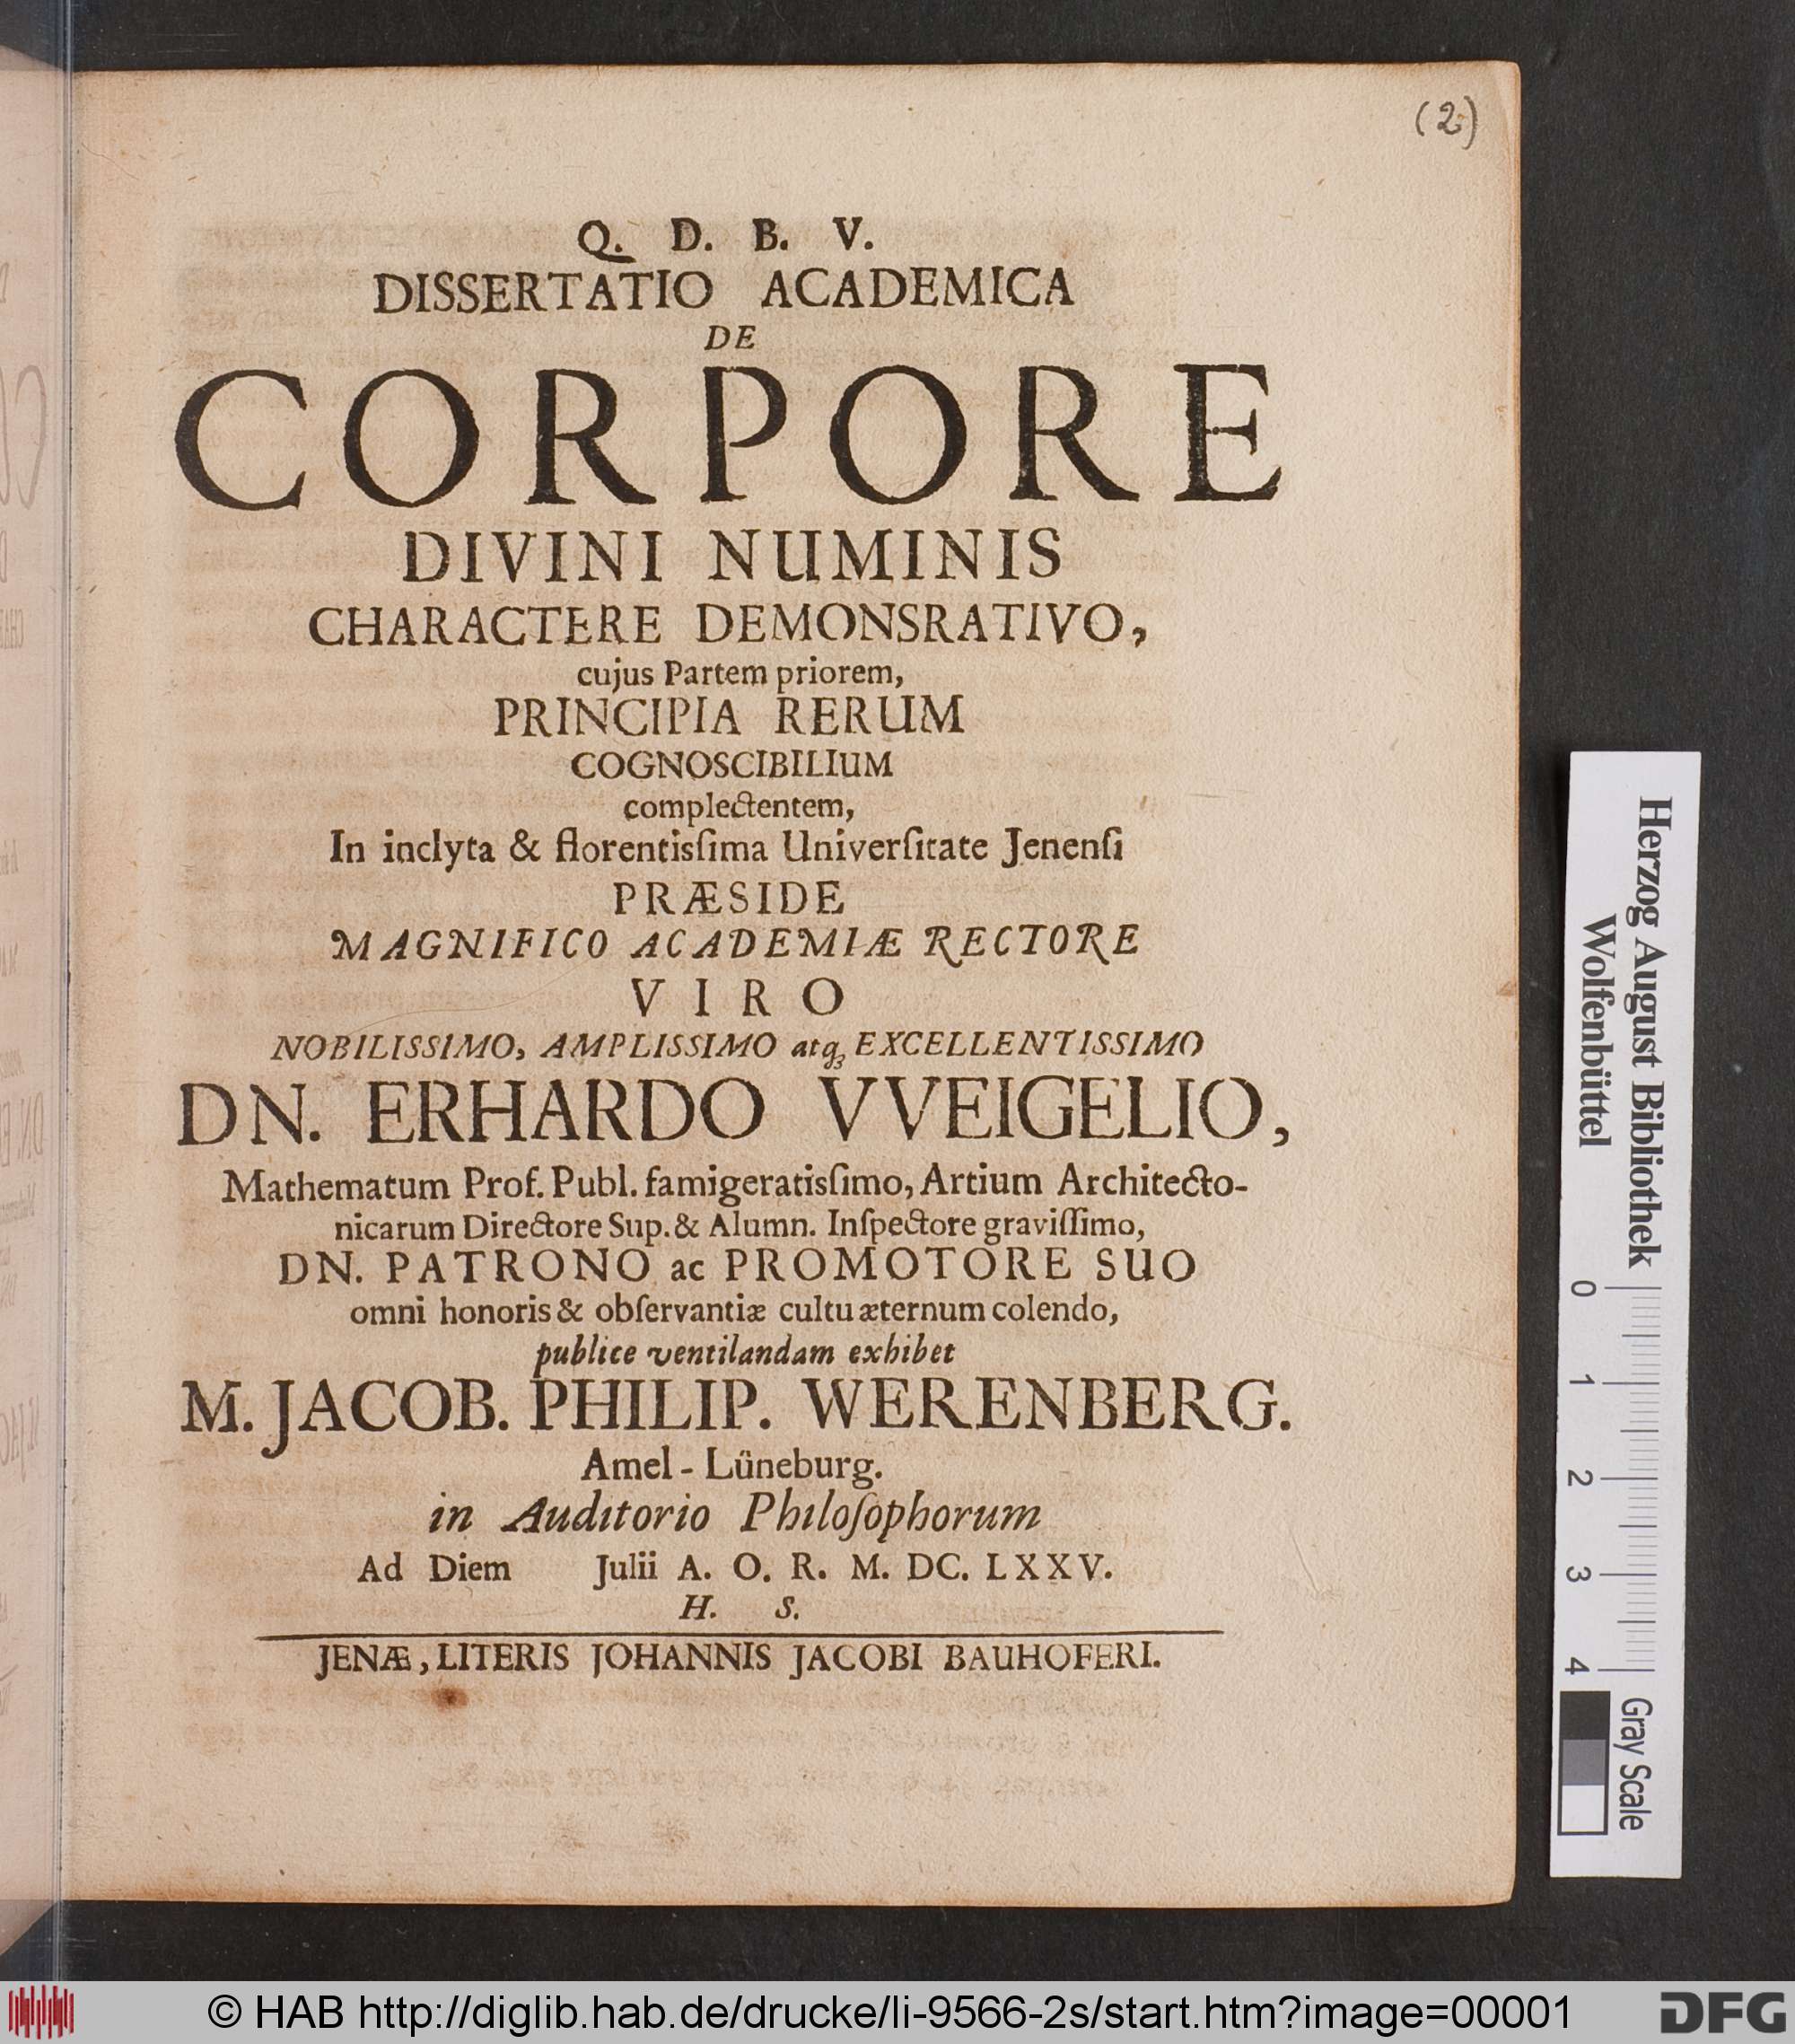 (2)
Q. D. B. V.
DISSERTATIO ACADEMICA
DE
CORPORE
DIVINI NUMINIS
CHARACTERE DEMONSRATIVO,
cujus Partem priorem,
PRINCIPIA RERUM
COGNOSCIBILIUM
complectentem,
In inclyta & florentisſima Univerſitate Jenenſi
PRÆSIDE
MAGNIFICO ACADEMIÆ RECTORE
VIRO
NOBILISSIMO, AMPLISSIMO atq; EXCELLENTISSIMO
DN. ERHARDO VVEIGELIO,
Mathematum Prof. Publ. famigeratisſimo, Artium Architecto-
nicarum Directore Sup. & Alumn. Inſpectore graviſſimo,
DN. PATRONO ac PROMOTORE SUO
omni honoris & obſervantiæ cultu æternum colendo,
publice ventilandam exhibet
M. JACOB. PHILIP. WERENBERG.
Amel - Lüneburg.
in Auditorio Philoſophorum
Ad Diem Julii A. O. R. M. DC. LXXV.
H. S.
JENÆ, LITERIS JOHANNIS JACOBI BAUHOFERI.
Herzog August Bibliothek
Wolfenbüttel
0 1 2 3 4
Gray Scale
© HAB http://diglib.hab.de/drucke/li-9566-2s/start.htm?image=00001
DFG